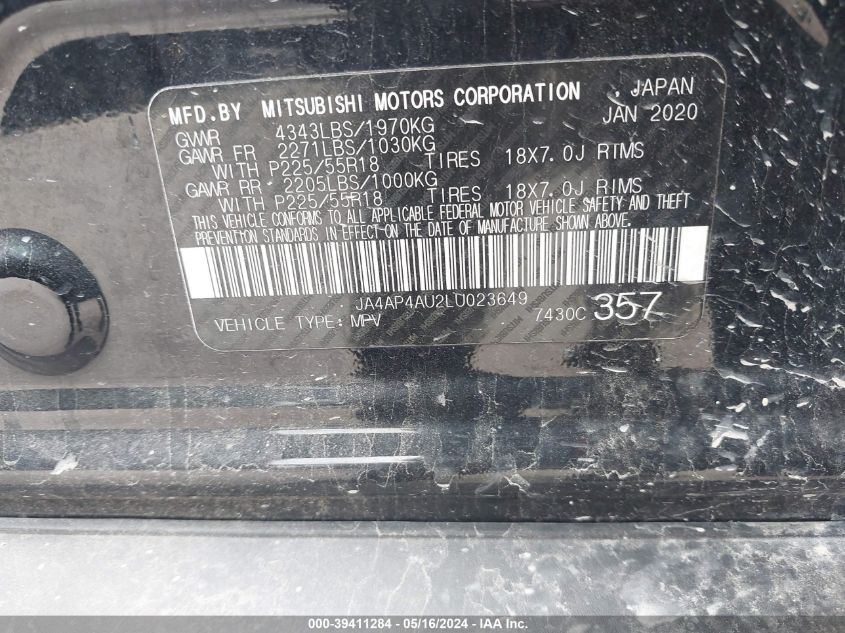 MFD.BY MITSUBISHI MOTORS CORPORATION , JAPAN
GVWR 4343LBS/1970KG JAN 2020
GAWR FR 2271LBS/1030KG
WITH P225/55R18 TIRES 18X7.0J RIMS
GAWR RR 2205LBS/1000KG
WITH P225/55R18 TIRES 18X7.0J RIMS
THIS VEHICLE CONFORMS TO ALL APPLICABLE FEDERAL MOTOR VEHICLE SAFETY AND THEFT
PREVENTION STANDARDS IN EFFECT ON THE DATE OF MANUFACTURE SHOWN ABOVE.
JA4AP4AU2LU023649
VEHICLE TYPE: MPV 7430C 357
000-39411284 - 05/16/2024 - IAA Inc.